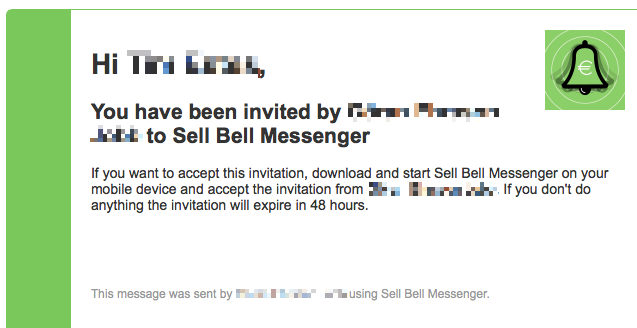 Hi
You have been invited by
to Sell Bell Messenger
If you want to accept this invitation, download and start Sell Bell Messenger on your
mobile device and accept the invitation from . If you don't do
anything the invitation will expire in 48 hours.
This message was sent by using Sell Bell Messenger.
€